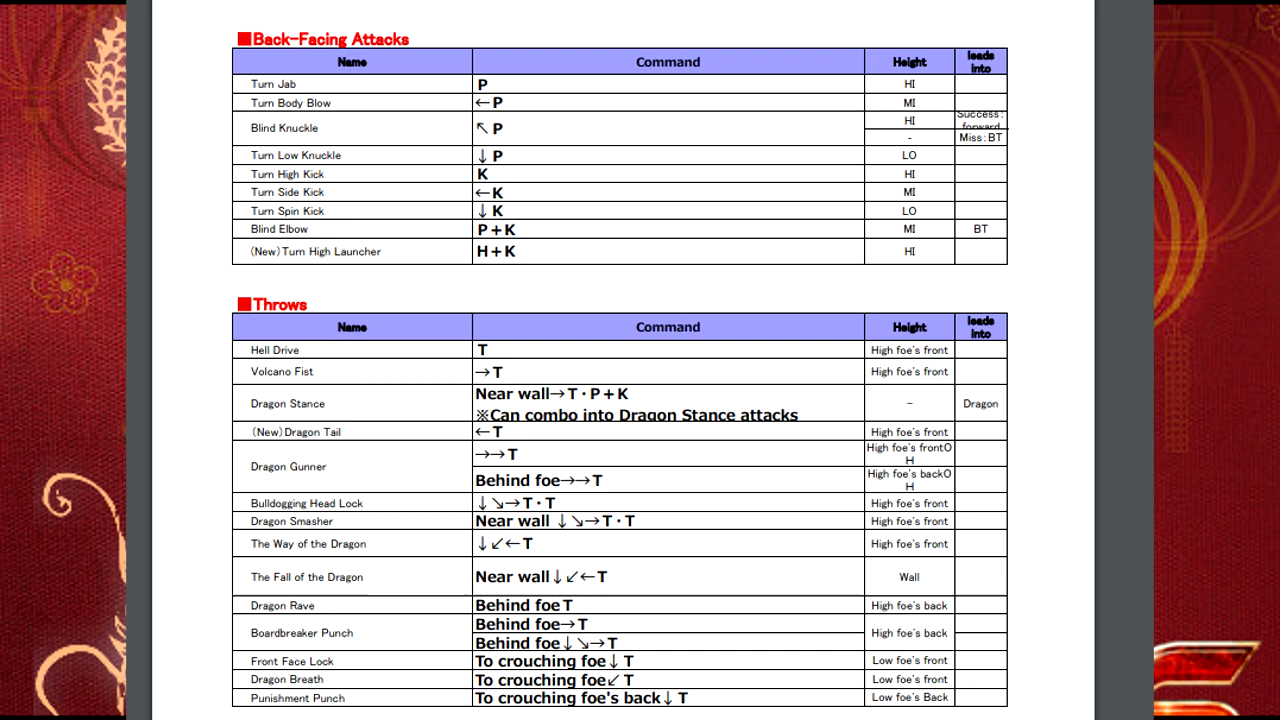 ■Back-Facing Attacks
Name Command Height leads into
Turn Jab P HI
Turn Body Blow ←P MI
Blind Knuckle ↖P HI Success: forward
- Miss:BT
Turn Low Knuckle ↓P LO
Turn High Kick K HI
Turn Side Kick ←K MI
Turn Spin Kick ↓K LO
Blind Elbow P+K MI BT
(New)Turn High Launcher H+K HI
■Throws
Name Command Height leads into
Hell Drive T High foe's front
Volcano Fist →T High foe's front
Dragon Stance Near wall→T・P+K - Dragon
※Can combo into Dragon Stance attacks
(New)Dragon Tail ←T High foe's front
Dragon Gunner →→T High foe's frontOH
Behind foe→→T High foe's backOH
Bulldogging Head Lock ↓↘→T・T High foe's front
Dragon Smasher Near wall ↓↘→T・T High foe's front
The Way of the Dragon ↓↙←T High foe's front
The Fall of the Dragon Near wall↓↙←T Wall
Dragon Rave Behind foe T High foe's back
Boardbreaker Punch Behind foe→T High foe's back
Behind foe↓↘→T
Front Face Lock To crouching foe↓T Low foe's front
Dragon Breath To crouching foe↙T Low foe's front
Punishment Punch To crouching foe's back↓T Low foe's Back